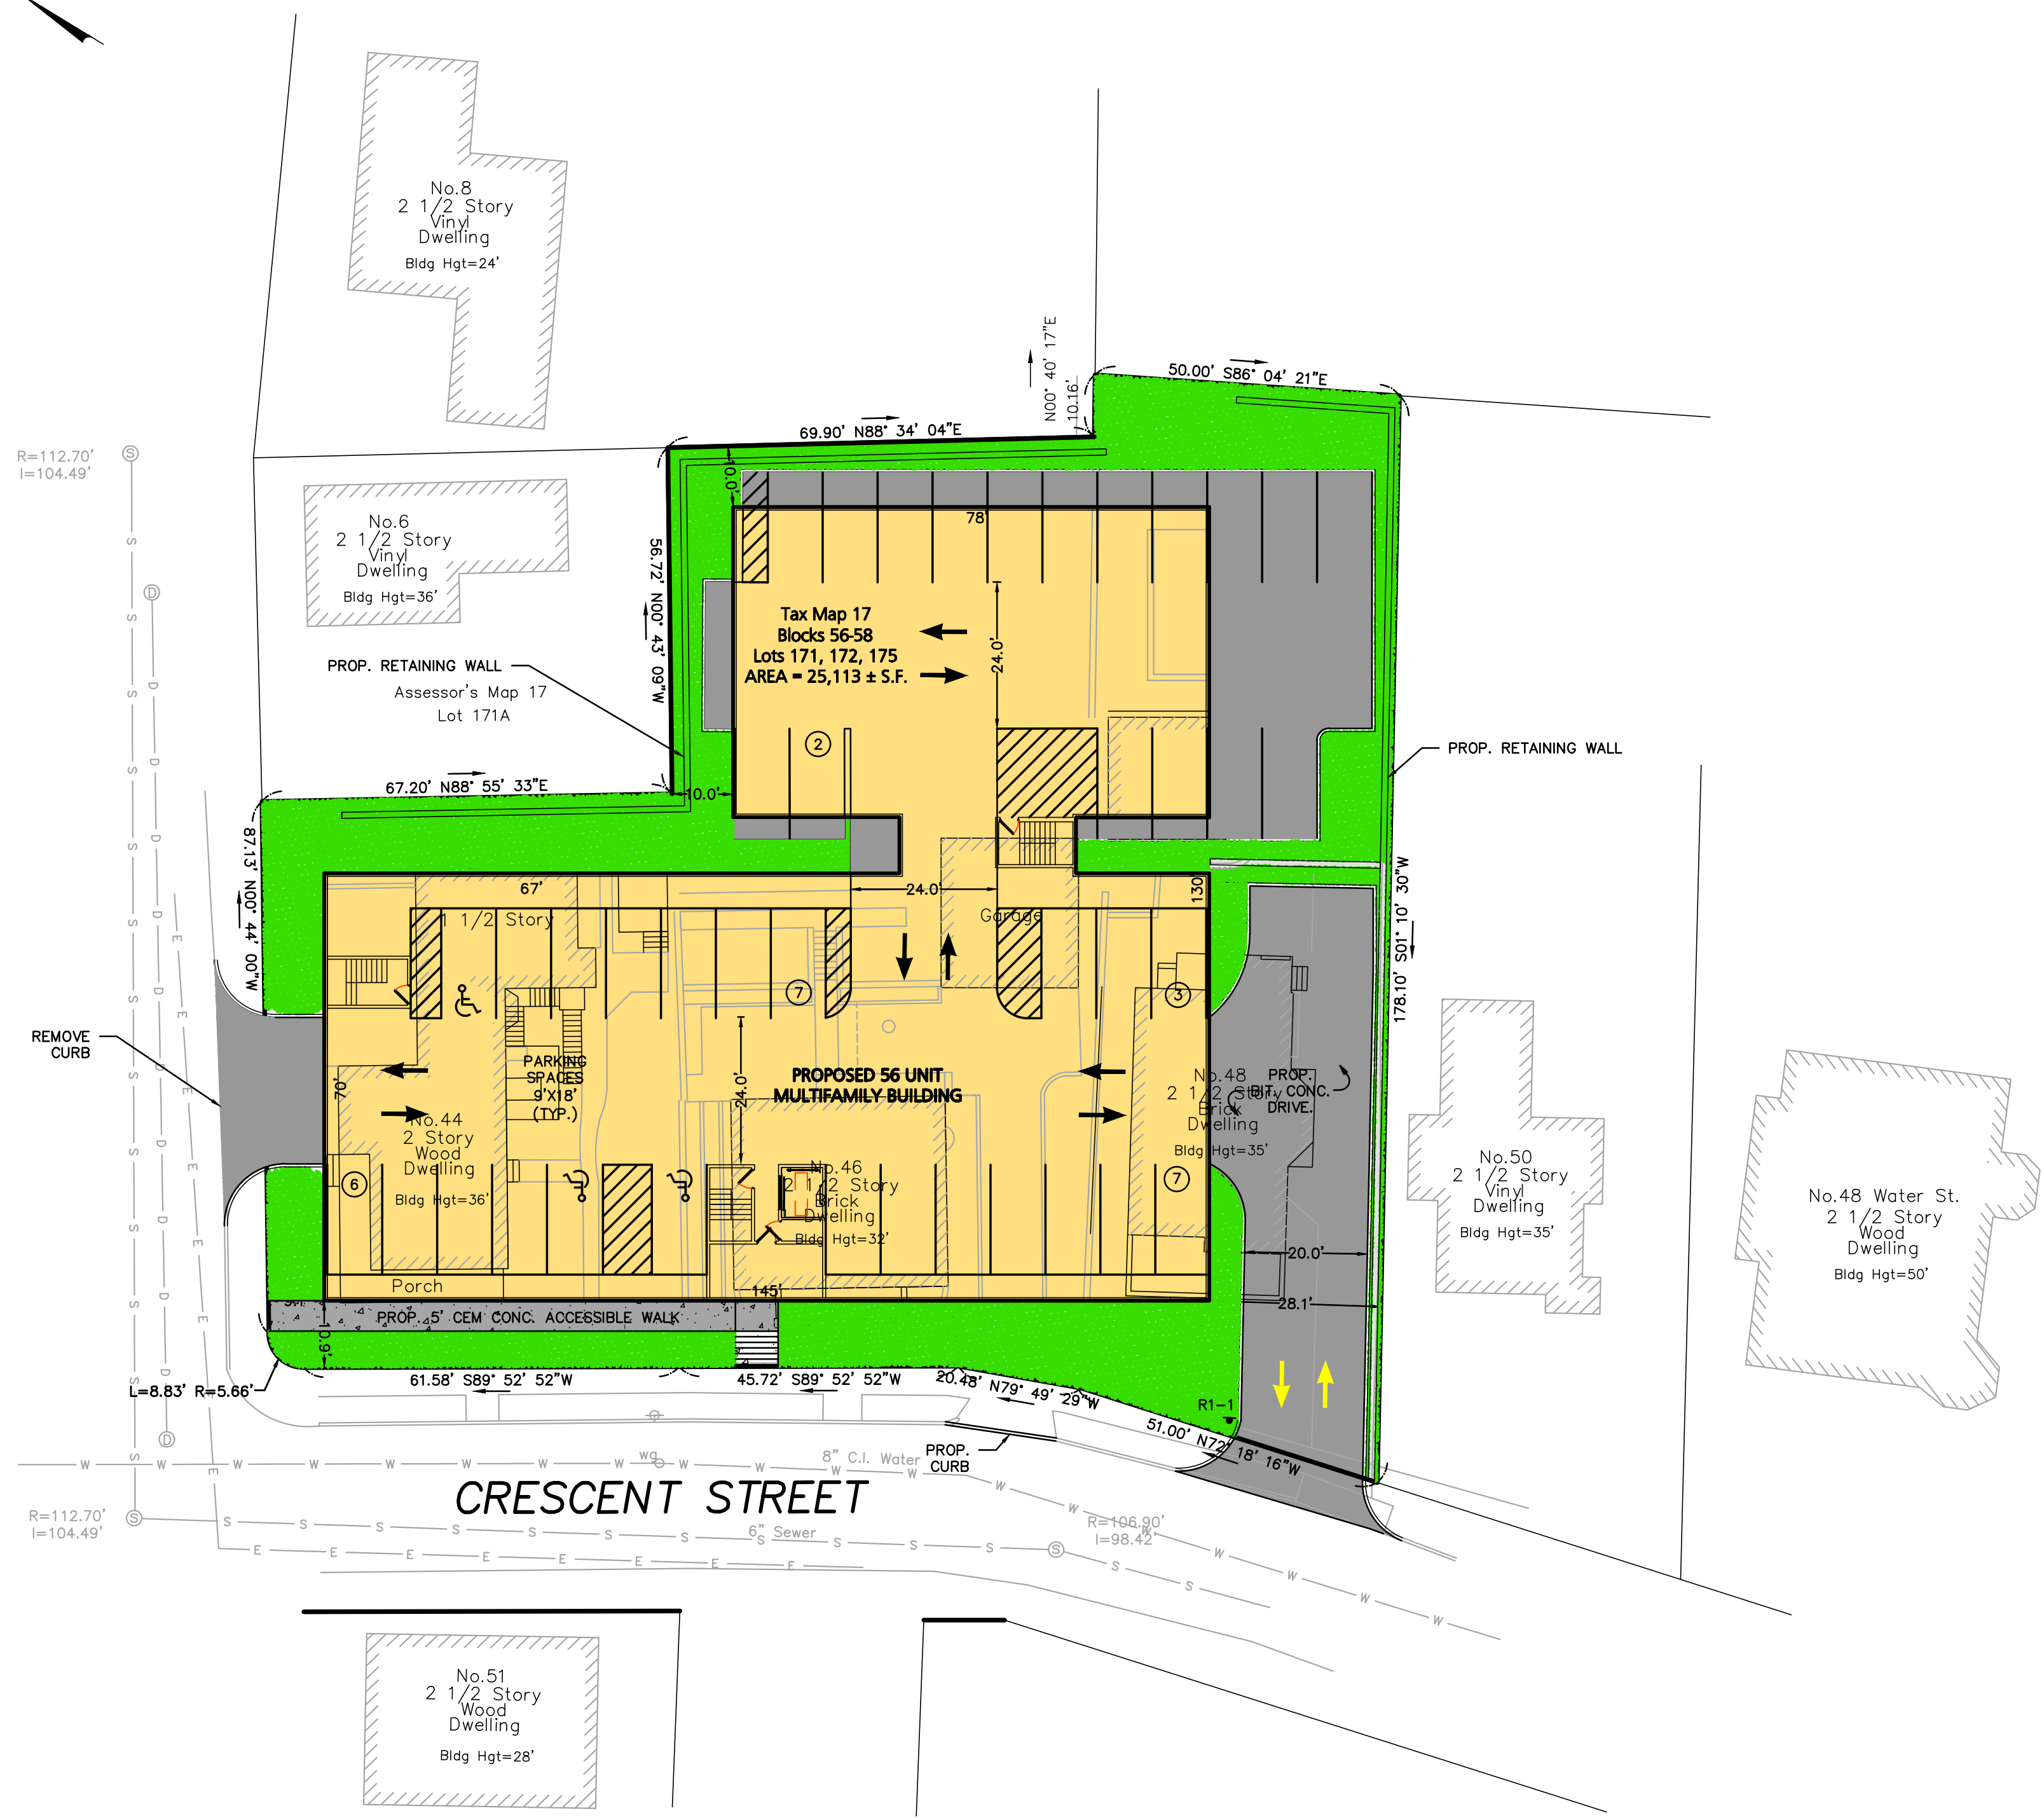 No.8
2 1/2 Story
Vinyl
Dwelling
Bldg Hgt=24'
R=112.70'
I=104.49'
S
D
N00° 40' 17"E
10.16'
50.00' S86° 04' 21"E
69.90' N88° 34' 04"E
10.0'
78'
No.6
2 1/2 Story
Vinyl
Dwelling
Bldg Hgt=36'
56.72' N00° 43' 09"W
Tax Map 17
Blocks 56-58
Lots 171, 172, 175
AREA = 25,113 ± S.F.
24.0'
PROP. RETAINING WALL
Assessor's Map 17
Lot 171A
2
PROP. RETAINING WALL
67.20' N88° 55' 33"E
10.0'
87.13' N00° 44' 00"W
67'
24.0'
130'
178.10' S01° 10' 30"W
1 1/2 Story
Garage
7
3
REMOVE
CURB
70'
PARKING
SPACES
9'X18'
(TYP.)
24.0'
PROPOSED 56 UNIT
MULTIFAMILY BUILDING
No.48
2 1/2 Story
Brick
Dwelling
Bldg Hgt=35'
PROP.
BIT. CONC.
DRIVE.
No.44
2 Story
Wood
Dwelling
Bldg Hgt=36'
6
No.46
2 1/2 Story
Brick
Dwelling
Bldg Hgt=32'
7
No.50
2 1/2 Story
Vinyl
Dwelling
Bldg Hgt=35'
No.48 Water St.
2 1/2 Story
Wood
Dwelling
Bldg Hgt=50'
20.0'
Porch
145'
28.1'
PROP. 5' CEM CONC. ACCESSIBLE WALK
10.9'
L=8.83' R=5.66'
61.58' S89° 52' 52"W
45.72' S89° 52' 52"W
20.48' N79° 49' 29"W
R1-1
51.00' N72° 18' 16"W
PROP.
CURB
wg
8" C.I. Water
CRESCENT STREET
R=112.70'
I=104.49'
6" Sewer
R=106.90'
I=98.42'
No.51
2 1/2 Story
Wood
Dwelling
Bldg Hgt=28'